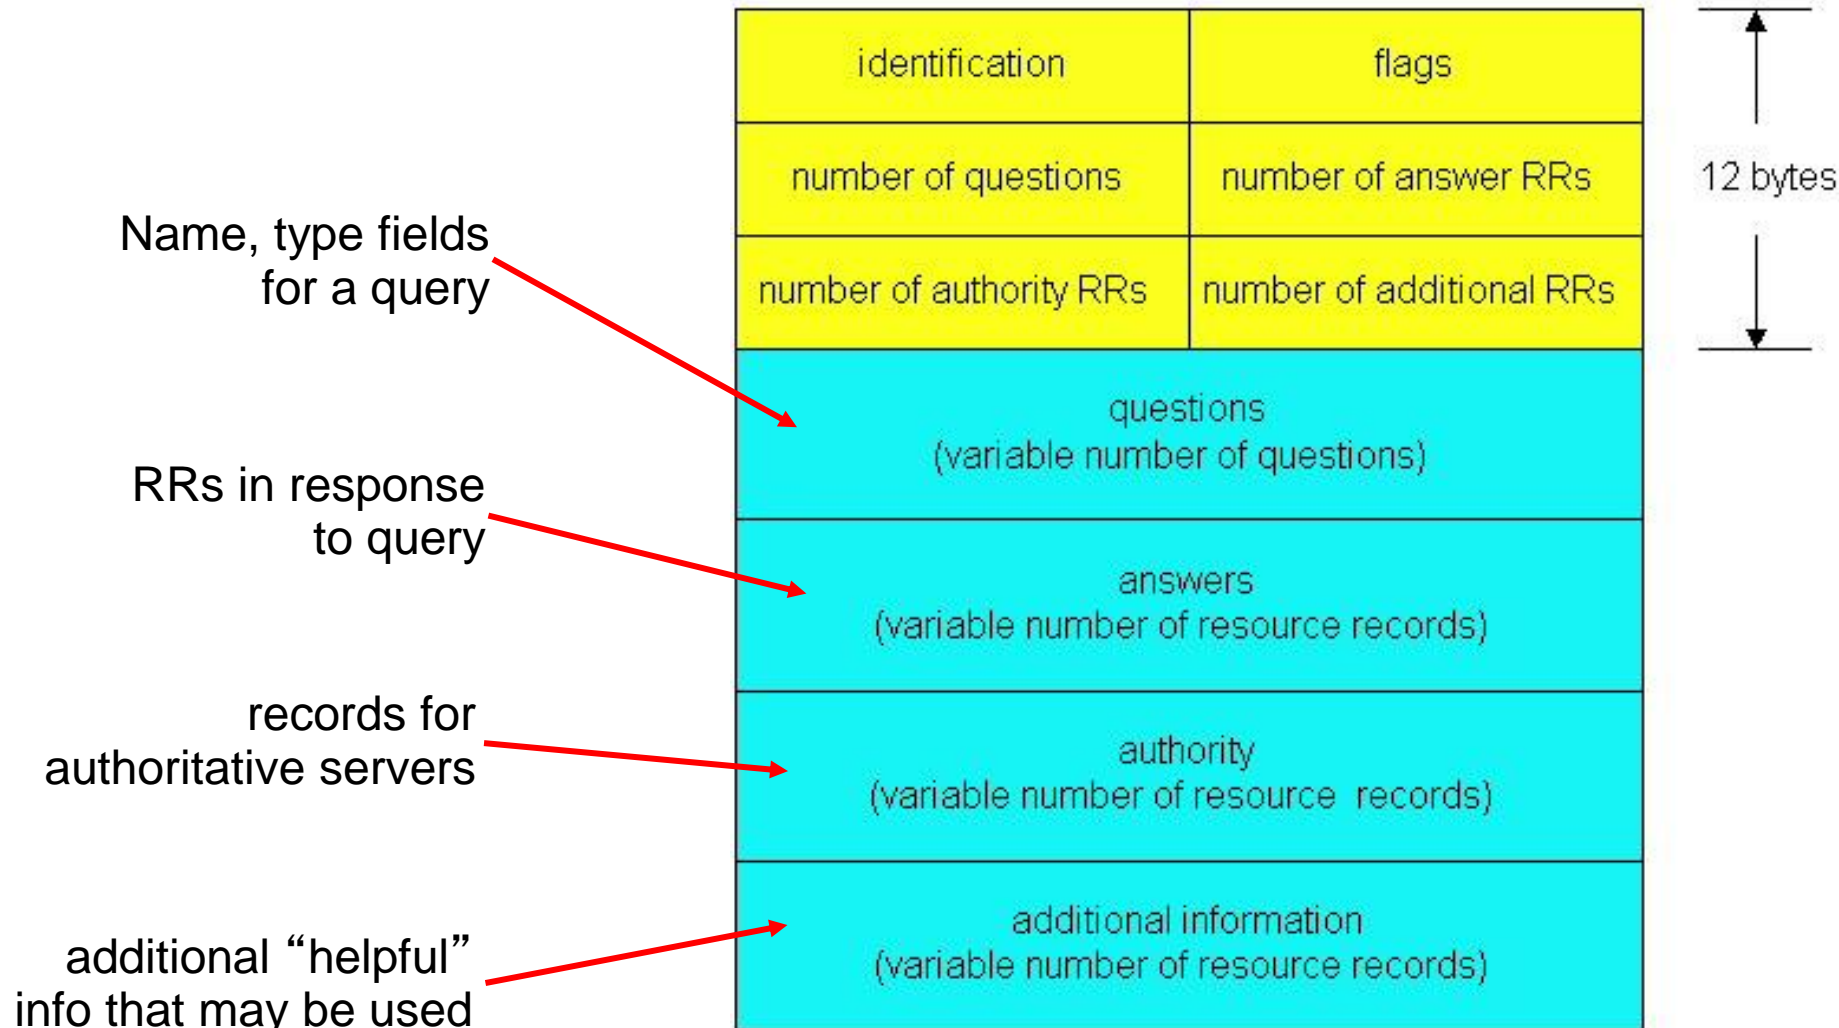 identification
flags
number of questions
number of answer RRs
12 bytes
number of authority RRs
number of additional RRs
Name, type fields
for a query
questions
(variable number of questions)
RRs in response
to query
answers
(variable number of resource records)
records for
authoritative servers
authority
(variable number of resource records)
additional “helpful”
info that may be used
additional information
(variable number of resource records)